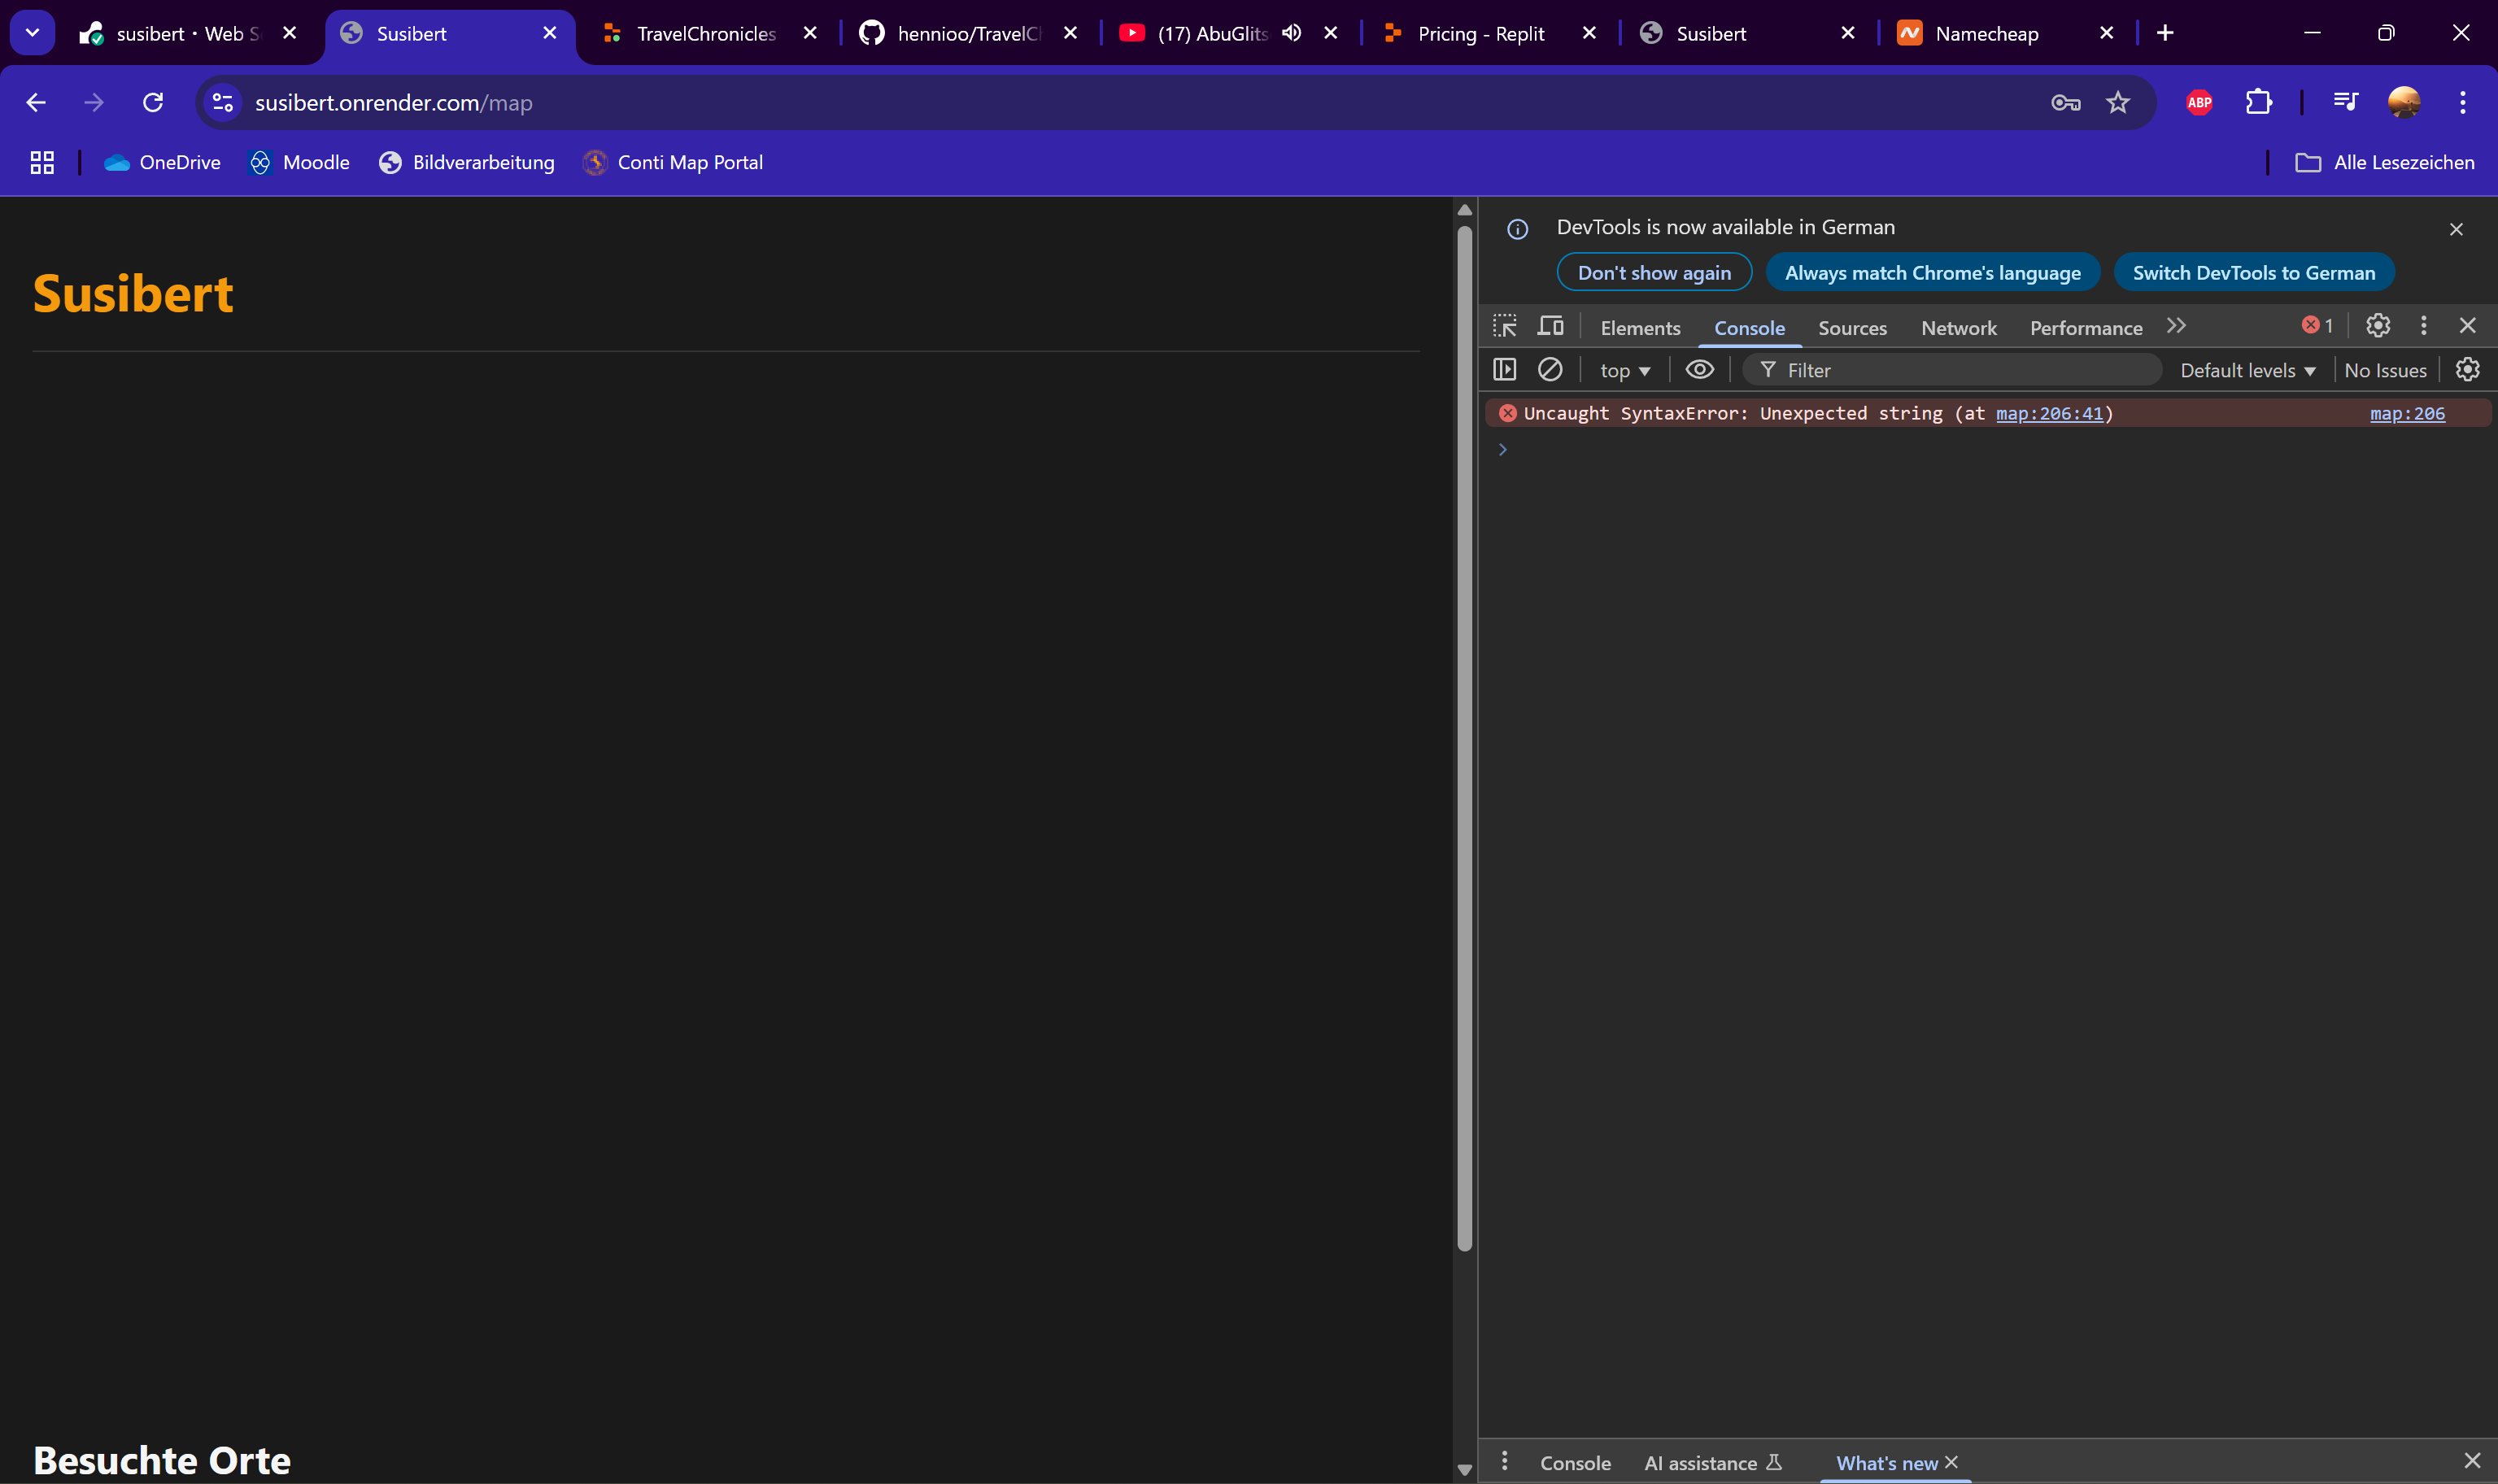 susibert · Web S
Susibert
TravelChronicles
hennioo/TravelCh
(17) AbuGlits
Pricing - Replit
Susibert
Namecheap
susibert.onrender.com/map
ABP
OneDrive
Moodle
Bildverarbeitung
Conti Map Portal
Alle Lesezeichen
Susibert
Besuchte Orte
DevTools is now available in German
Don't show again
Always match Chrome's language
Switch DevTools to German
Elements
Console
Sources
Network
Performance
1
top
Filter
Default levels
No Issues
Uncaught SyntaxError: Unexpected string (at map:206:41)
map:206
Console
AI assistance
What's new